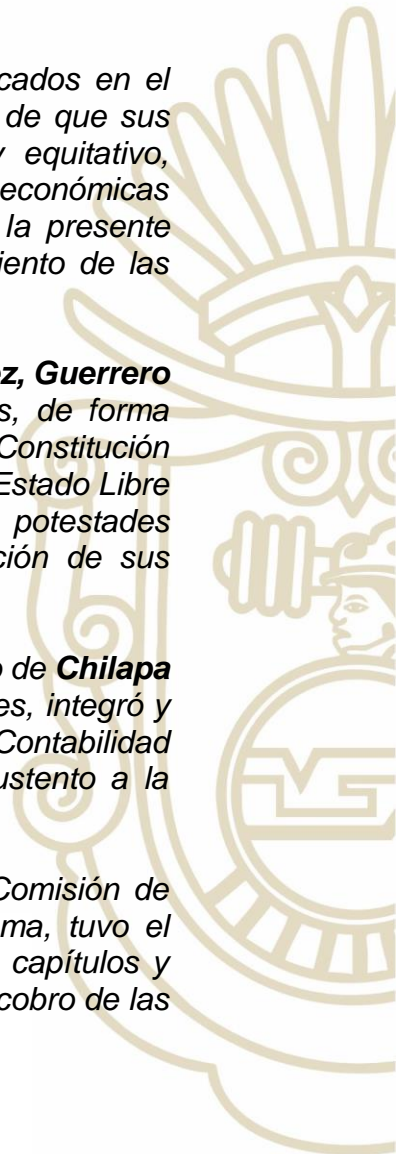 cados en el
de que sus
y equitativo,
económicas
la presente
iento de las
ez, Guerrero
s, de forma
Constitución
Estado Libre
potestades
ción de sus
o de Chilapa
es, integró y
Contabilidad
ustento a la
Comisión de
ma, tuvo el
capítulos y
cobro de las